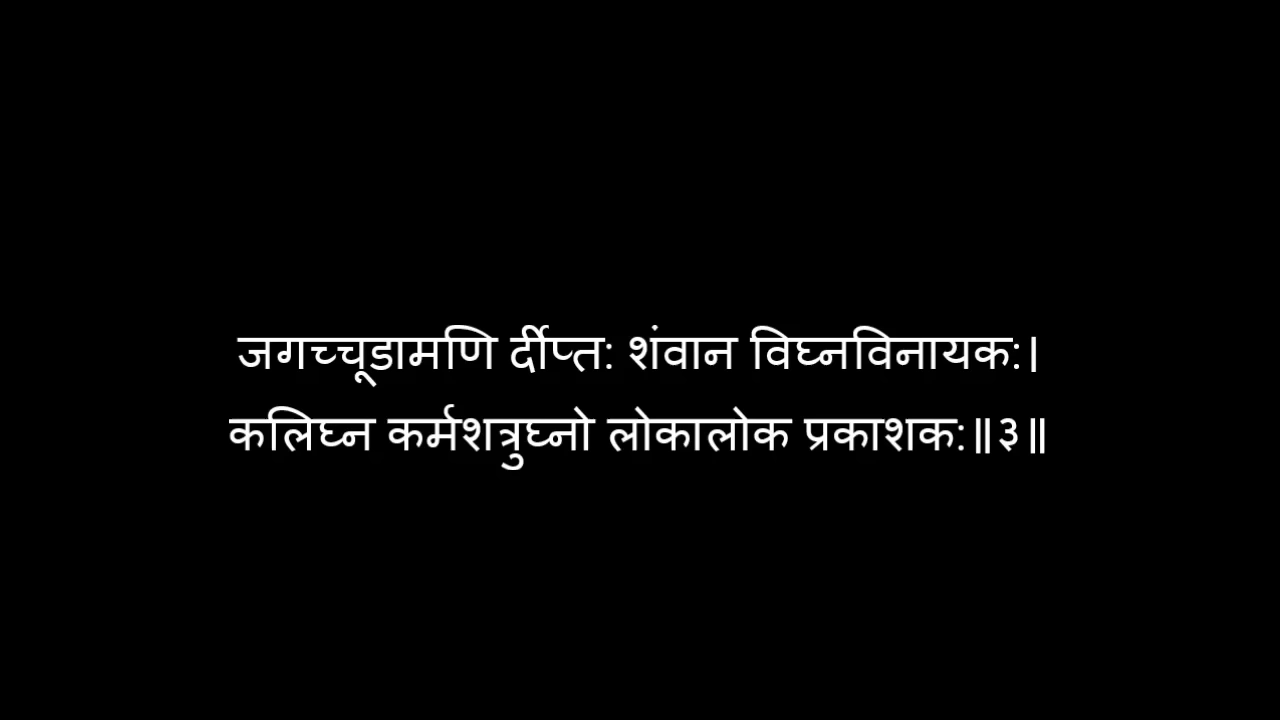 जगच्चूडामणि र्दीप्त: शंवान विघ्नविनायक:।
कलिघ्न कर्मशत्रुघ्नो लोकालोक प्रकाशक:॥३॥